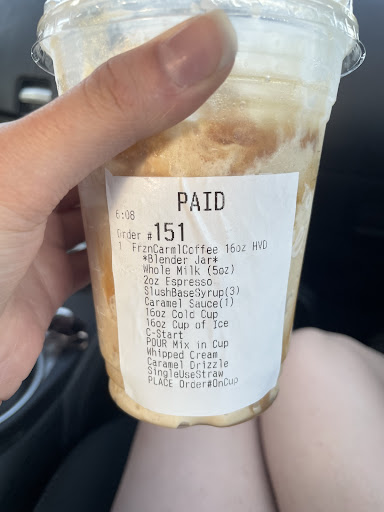 PAID
6:08
Order #151
1 FrznCarmlCoffee 16oz HVD
*Blender Jar*
Whole Milk (5oz)
2oz Espresso
SlushBaseSyrup(3)
Caramel Sauce(1)
16oz Cold Cup
16oz Cup of Ice
C-Start
POUR Mix in Cup
Whipped Cream
Caramel Drizzle
SingleUseStraw
PLACE Order#OnCup